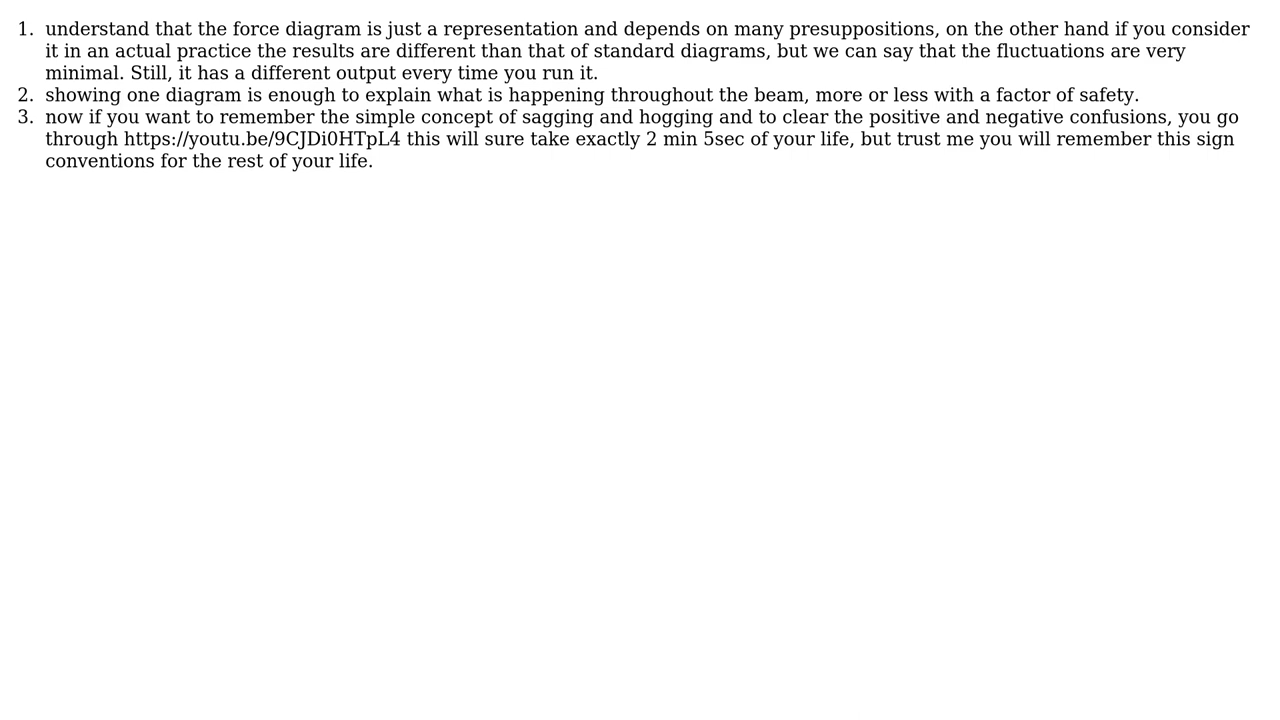 1. understand that the force diagram is just a representation and depends on many presuppositions, on the other hand if you consider
it in an actual practice the results are different than that of standard diagrams, but we can say that the fluctuations are very
minimal. Still, it has a different output every time you run it.
2. showing one diagram is enough to explain what is happening throughout the beam, more or less with a factor of safety.
3. now if you want to remember the simple concept of sagging and hogging and to clear the positive and negative confusions, you go
through https://youtu.be/9CJDi0HTpL4 this will sure take exactly 2 min 5sec of your life, but trust me you will remember this sign
conventions for the rest of your life.